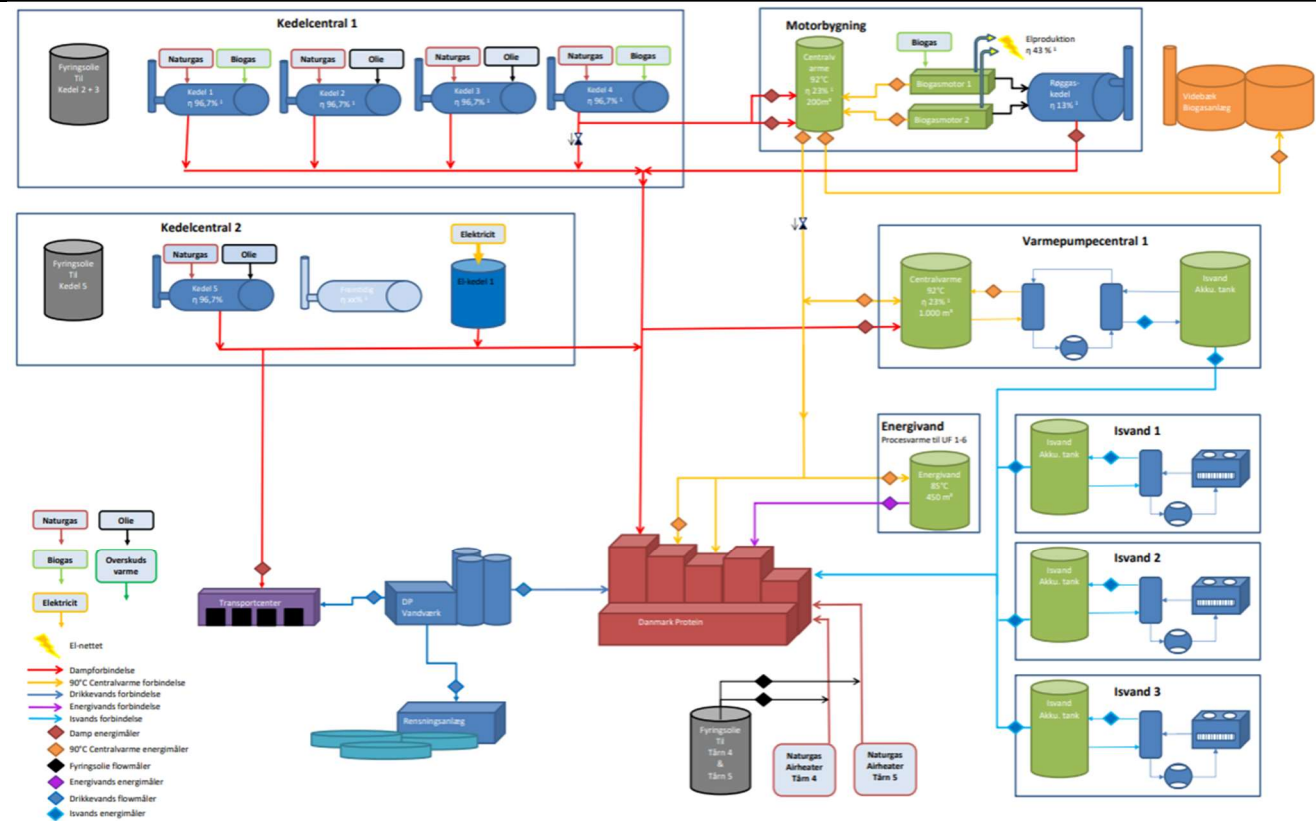 Kedelcentral 1
Fyringsolie
Til
Kedel 2 + 3
Naturgas
Biogas
Kedel 1
η 96,7% ¹
Naturgas
Olie
Kedel 2
η 96,7% ¹
Naturgas
Olie
Kedel 3
η 96,7% ¹
Naturgas
Biogas
Kedel 4
η 96,7% ¹
Motorbygning
Centralv
arme
92°C
η 23% ¹
200m³
Biogas
Biogasmotor 1
Biogasmotor 2
Elproduktion
η 43 % ¹
Røggas-
kedel
η 13% ¹
Videbæk
Biogasanlæg
Kedelcentral 2
Fyringsolie
Til
Kedel 5
Naturgas
Olie
Kedel 5
η 96,7%
Elektricit
El-kedel 1
Varmepumpecentral 1
Centralvarme
92°C
η 23% ¹
1.000 m³
Isvand
Akku. tank
Energivand
Procesvarme til UF 1-6
Energivand
85°C
450 m³
Isvand 1
Isvand
Akku. tank
Isvand 2
Isvand
Akku. tank
Isvand 3
Isvand
Akku. tank
Transportcenter
DP
Vandværk
Danmark Protein
Rensningsanlæg
Fyringsolie
Til
Tårn 4
&
Tårn 5
Naturgas
Airheater
Tårn 4
Naturgas
Airheater
Tårn 5
Naturgas
Olie
Biogas
Overskuds
varme
Elektricit
El-nettet
Dampforbindelse
90°C Centralvarme forbindelse
Drikkevands forbindelse
Energivands forbindelse
Isvands forbindelse
Damp energimåler
90°C Centralvarme energimåler
Fyringsolie flowmåler
Energivands energimåler
Drikkevands flowmåler
Isvands energimåler